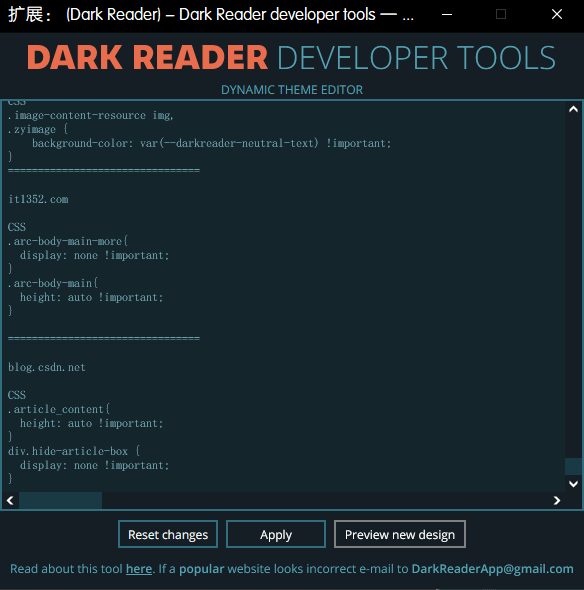 扩展： (Dark Reader) – Dark Reader developer tools — ...
DARK READER DEVELOPER TOOLS
DYNAMIC THEME EDITOR
CSS
.image-content-resource img,
.zyimage {
    background-color: var(--darkreader-neutral-text) !important;
}
================================
it1352.com
CSS
.arc-body-main-more{
  display: none !important;
}
.arc-body-main{
  height: auto !important;
}
================================
blog.csdn.net
CSS
.article_content{
  height: auto !important;
}
div.hide-article-box {
  display: none !important;
}
Reset changes Apply Preview new design
Read about this tool here. If a popular website looks incorrect e-mail to DarkReaderApp@gmail.com